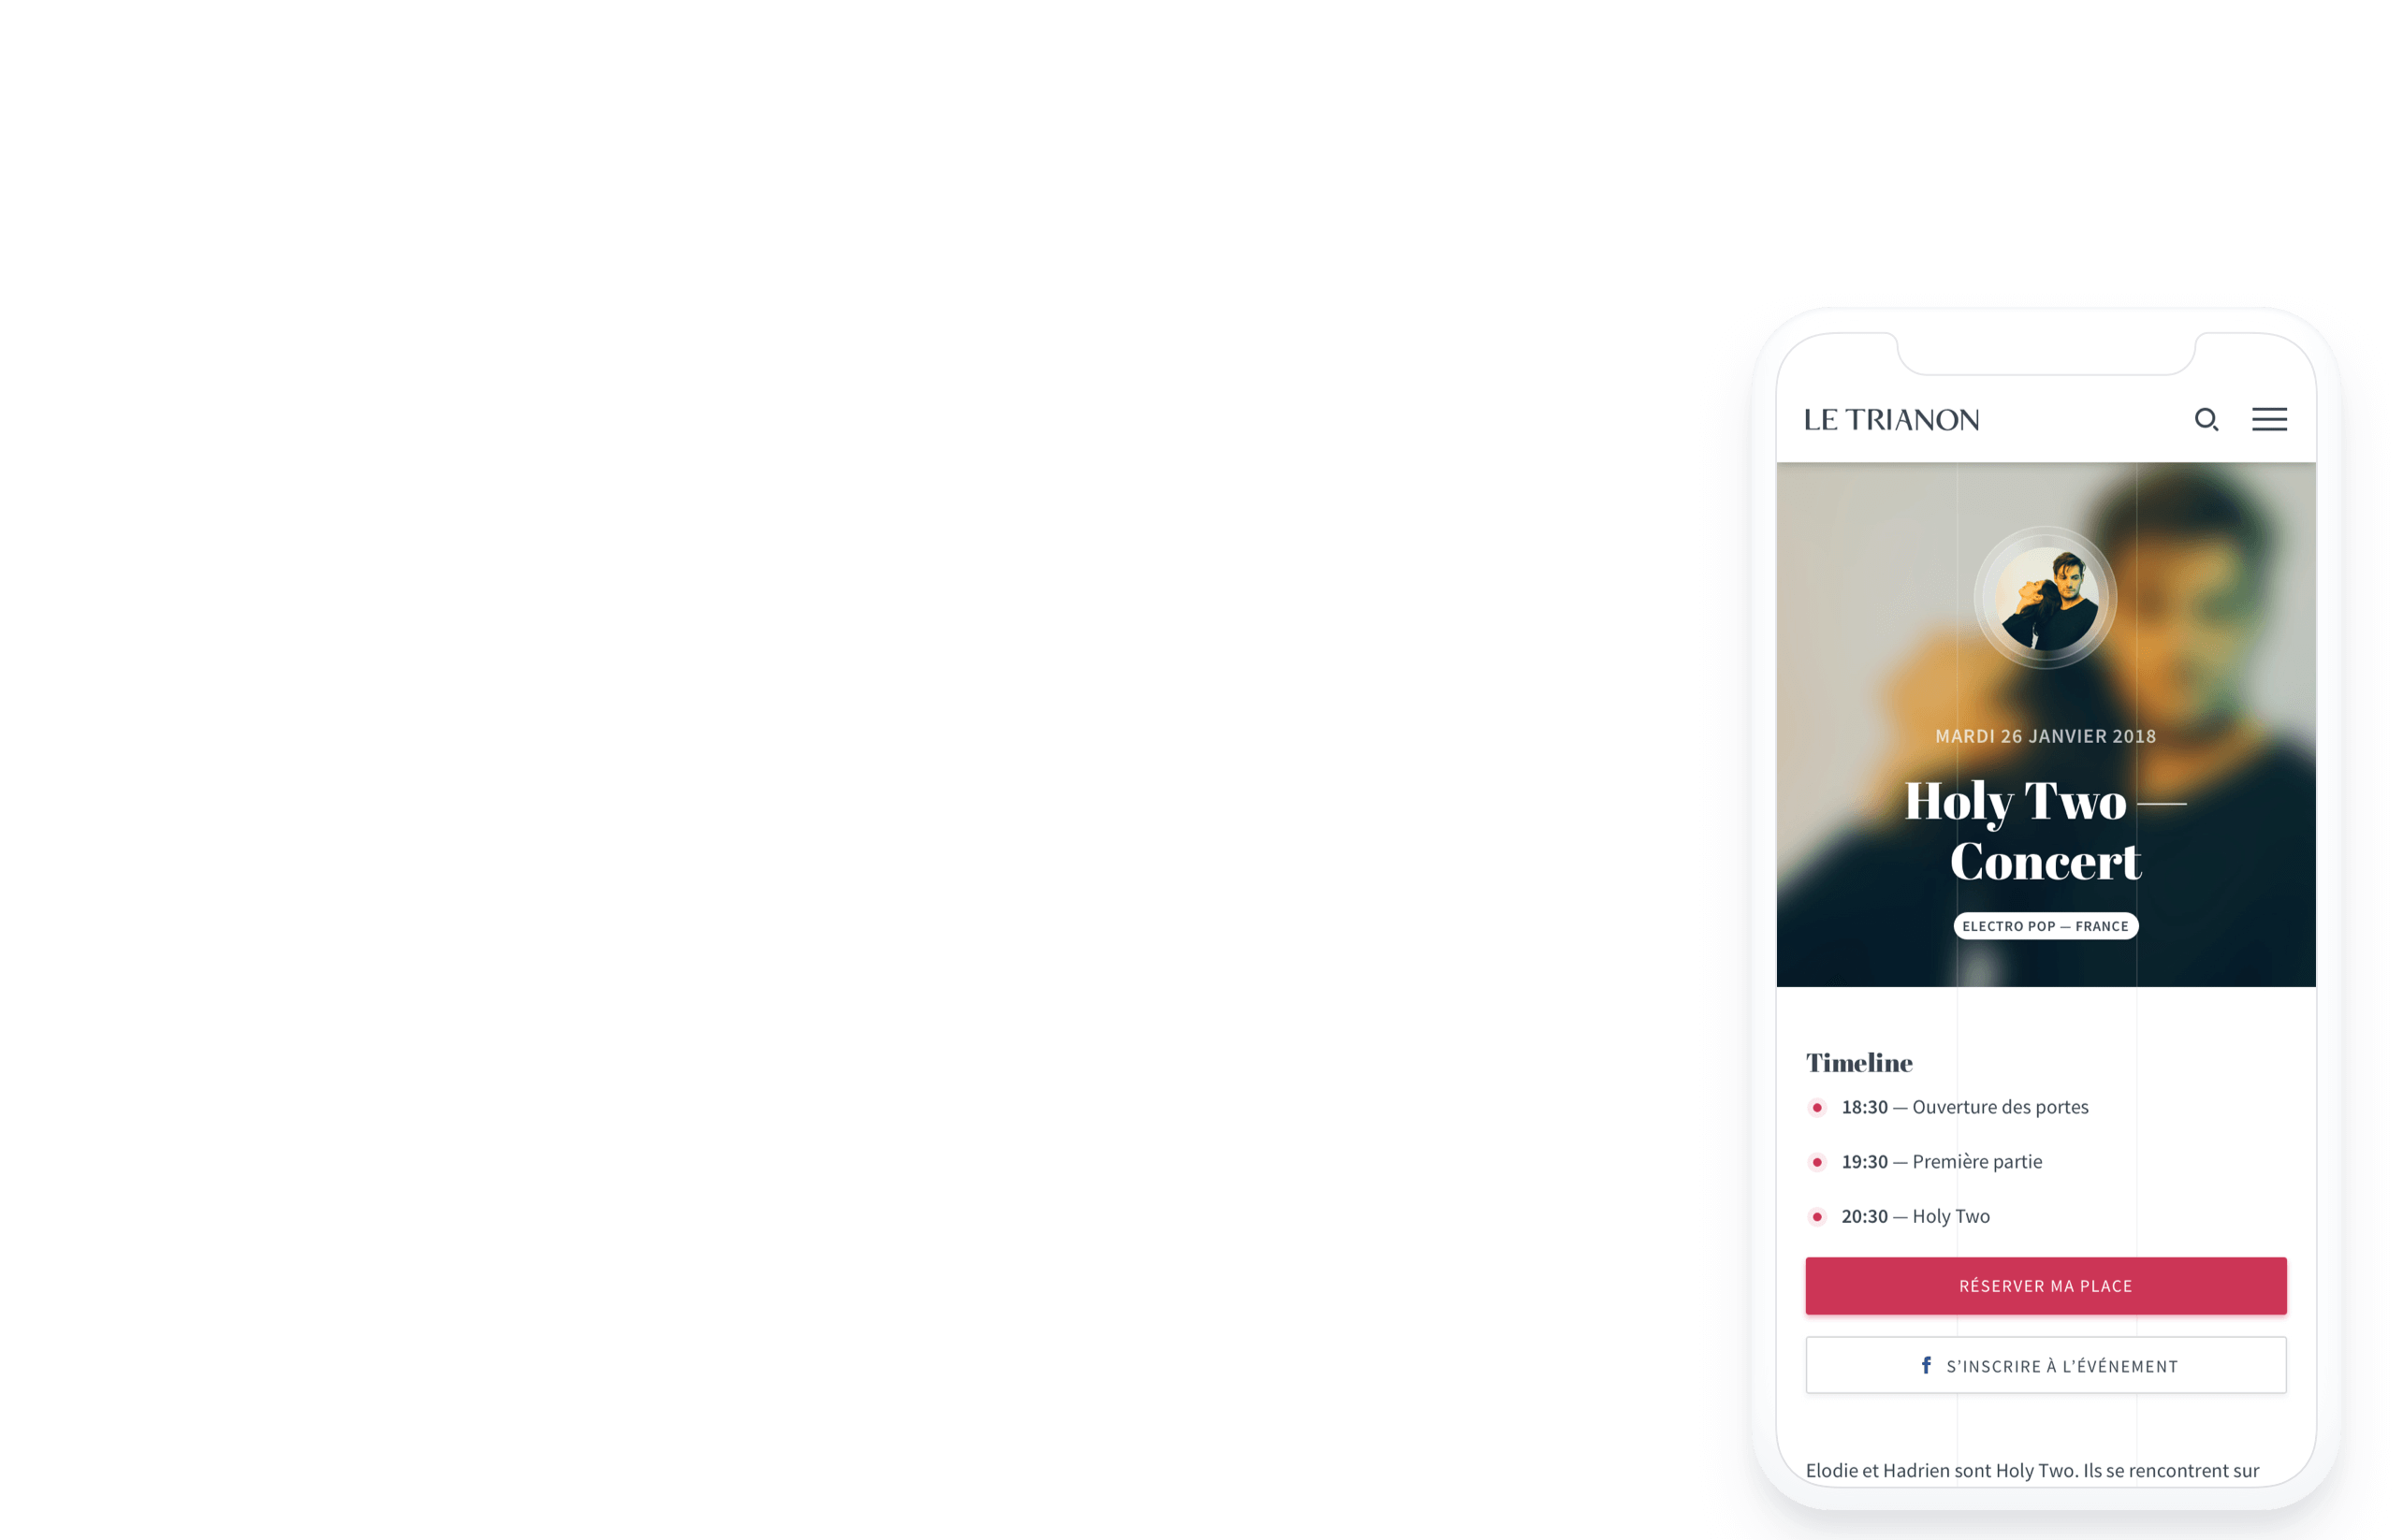 LE TRIANON
MARDI 26 JANVIER 2018
Holy Two —
Concert
ELECTRO POP — FRANCE
Timeline
18:30 — Ouverture des portes
19:30 — Première partie
20:30 — Holy Two
RÉSERVER MA PLACE
S’INSCRIRE À L’ÉVÉNEMENT
Elodie et Hadrien sont Holy Two. Ils se rencontrent sur